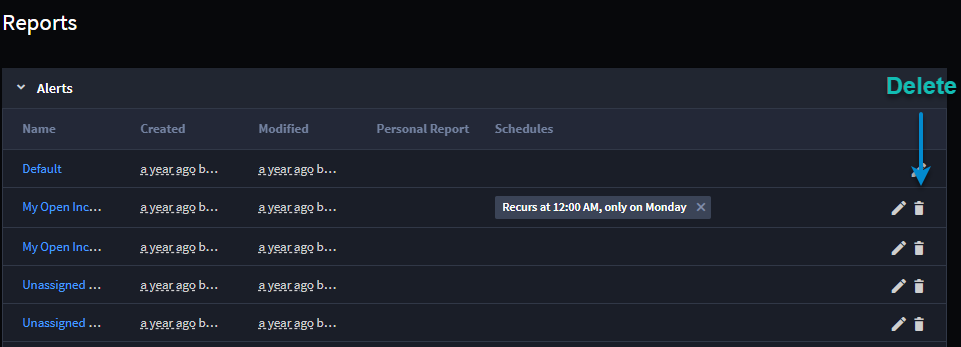 Reports
Alerts
Delete
Name Created Modified Personal Report Schedules
Default a year ago b...
a year ago b...
My Open Inc... a year ago b... a year ago b... Recurs at 12:00 AM, only on Monday ×
My Open Inc... a year ago b... a year ago b...
Unassigned ... a year ago b... a year ago b...
Unassigned ... a year ago b... a year ago b...